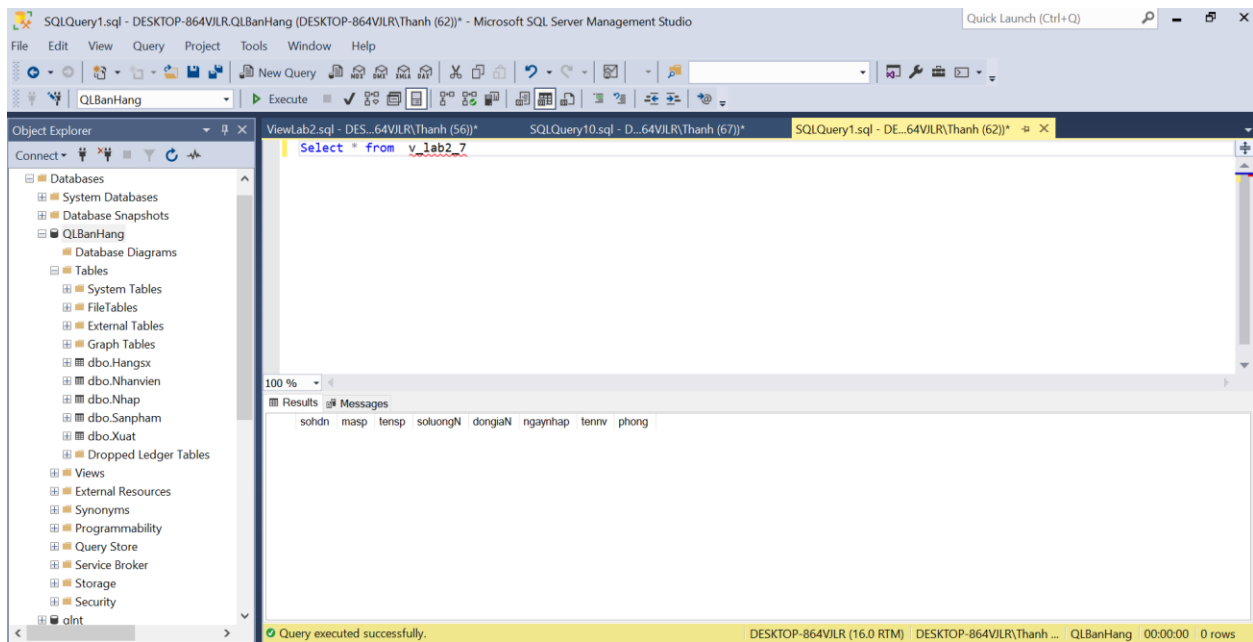 SQLQuery1.sql - DESKTOP-864VJLR.QLBanHang (DESKTOP-864VJLR\Thanh (62))* - Microsoft SQL Server Management Studio
Quick Launch (Ctrl+Q)
File Edit View Query Project Tools Window Help
New Query MDX DMX XMLA DAX
QLBanHang Execute
Object Explorer
ViewLab2.sql - DES...64VJLR\Thanh (56))* SQLQuery10.sql - D...64VJLR\Thanh (67))* SQLQuery1.sql - DE...64VJLR\Thanh (62))*
Connect
Select * from v_lab2_7
Databases
System Databases
Database Snapshots
QLBanHang
Database Diagrams
Tables
System Tables
FileTables
External Tables
Graph Tables
dbo.Hangsx
dbo.Nhanvien
dbo.Nhap
dbo.Sanpham
dbo.Xuat
Dropped Ledger Tables
Views
External Resources
Synonyms
Programmability
Query Store
Service Broker
Storage
Security
100 %
Results Messages
sohdn masp tensp soluongN dongiaN ngaynhap tennv phong
Query executed successfully.
DESKTOP-864VJLR (16.0 RTM) DESKTOP-864VJLR\Thanh ... QLBanHang 00:00:00 0 rows